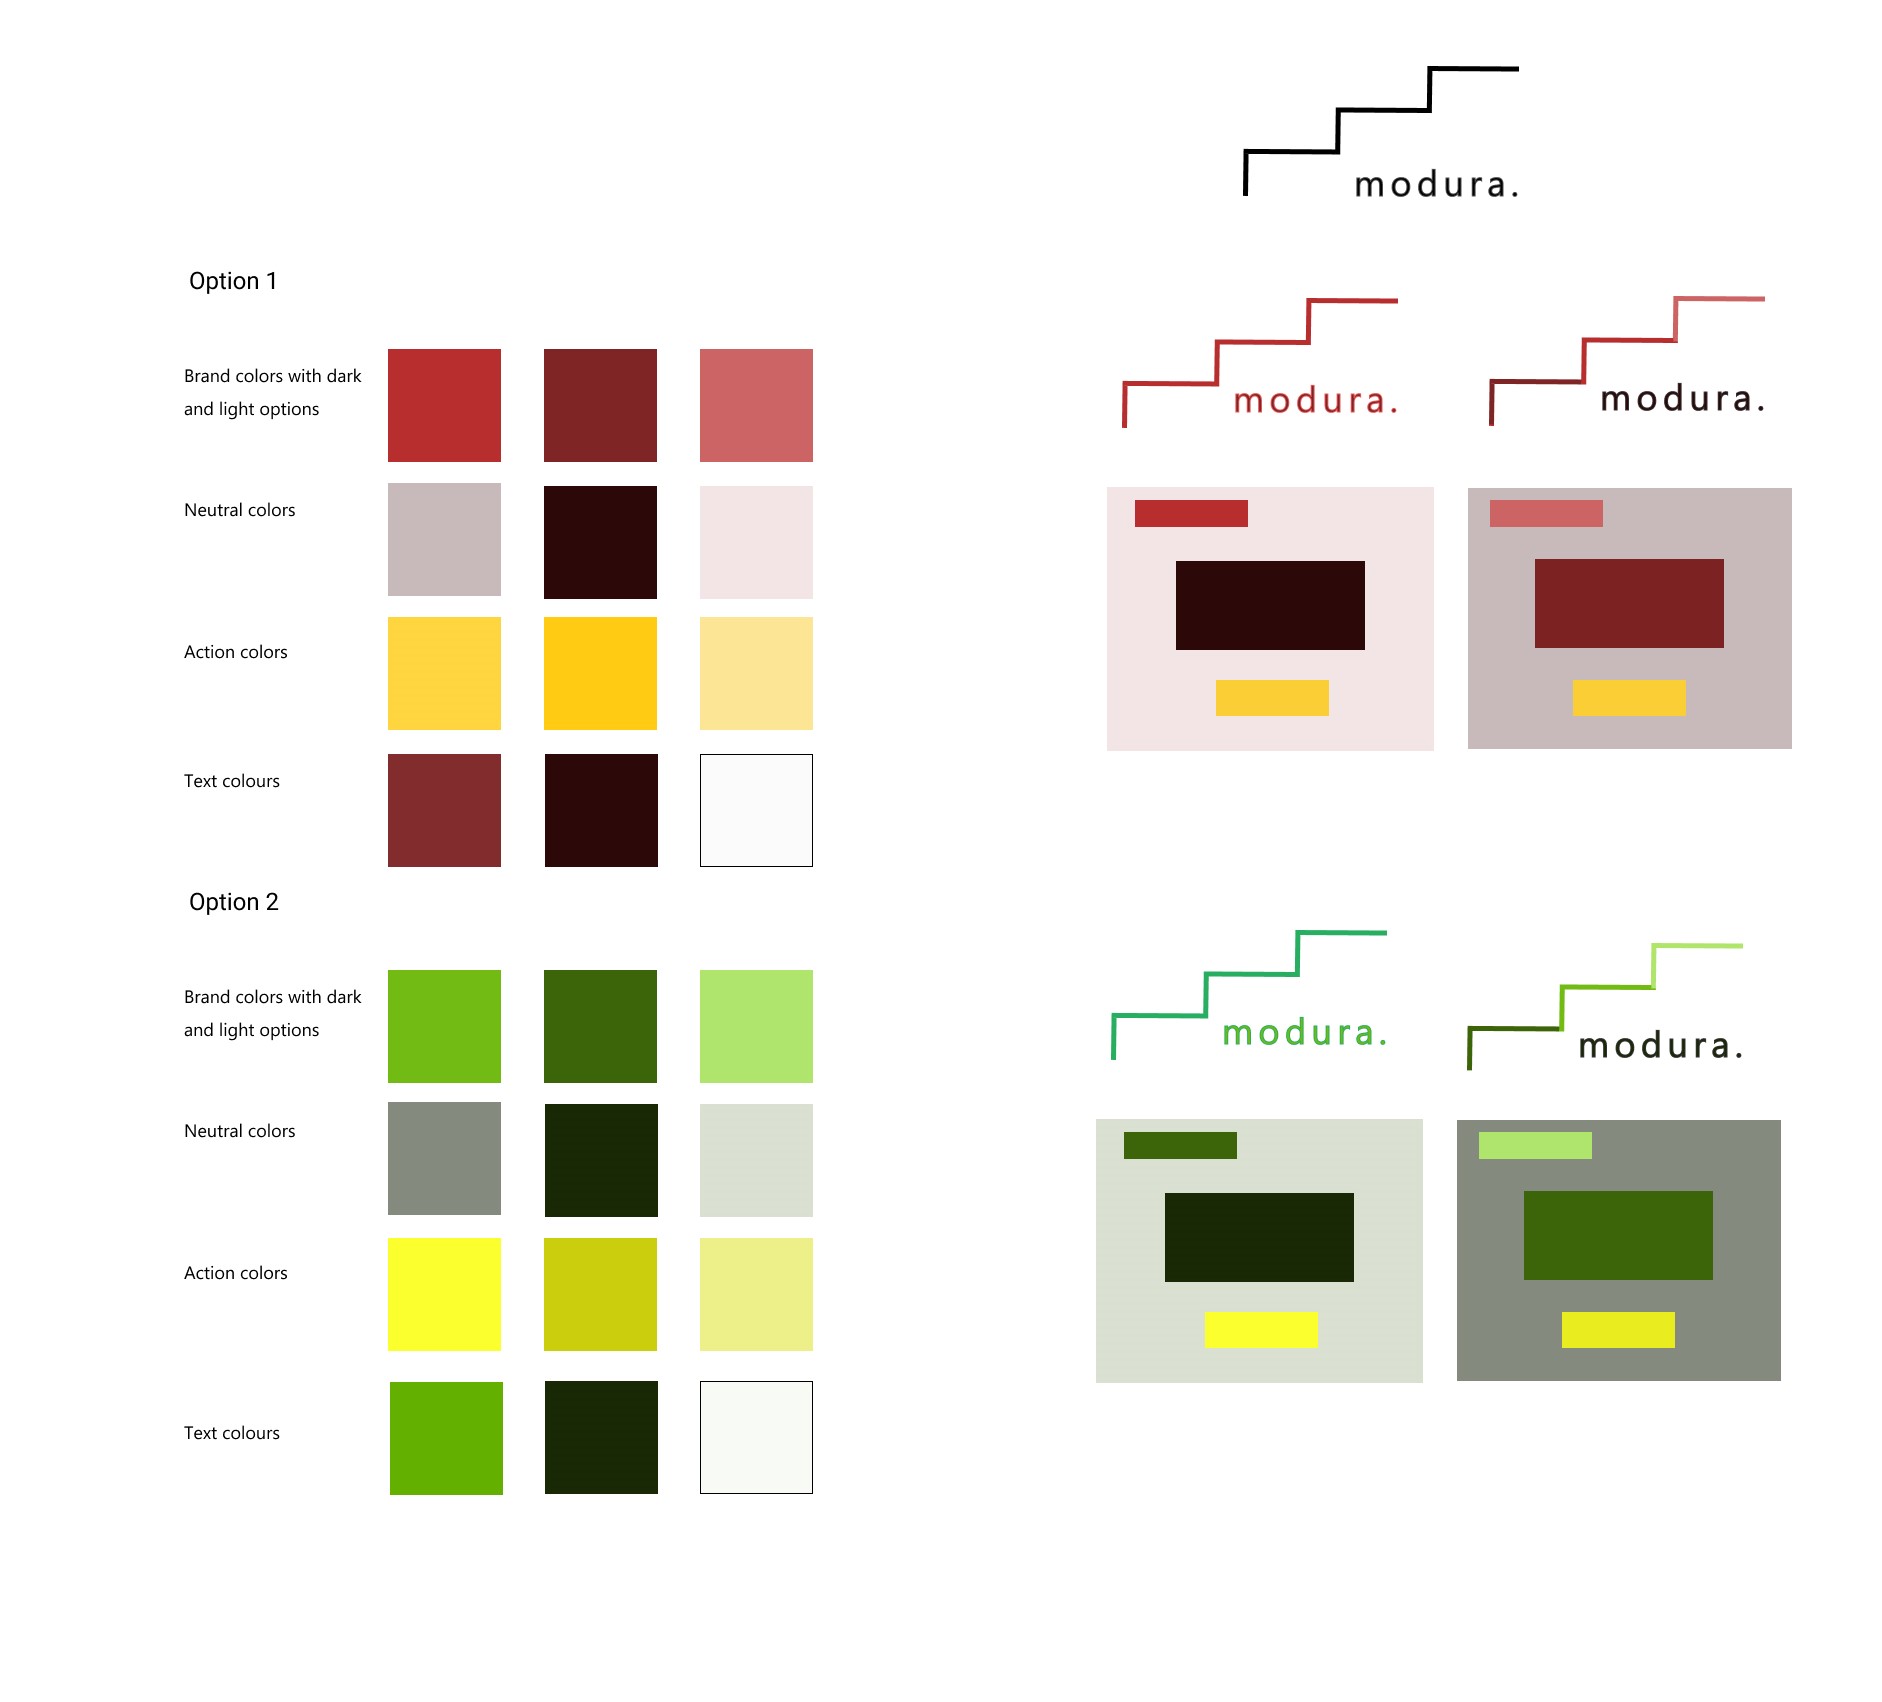 modura.
Option 1
modura.
modura.
Brand colors with dark
and light options
Neutral colors
Action colors
Text colours
Option 2
modura.
modura.
Brand colors with dark
and light options
Neutral colors
Action colors
Text colours